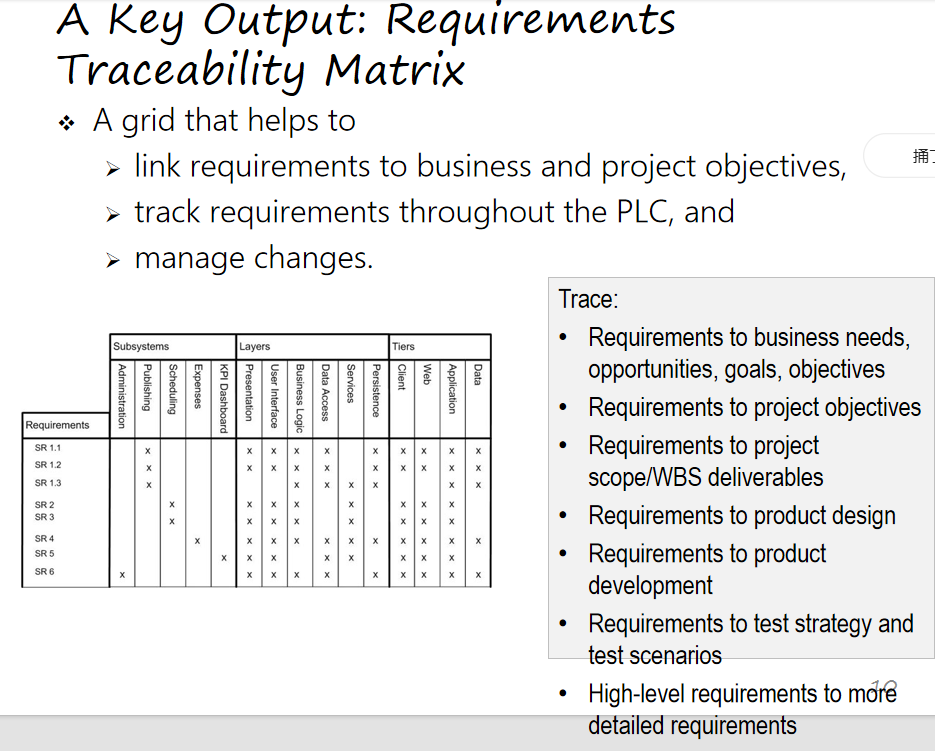 A Key Output: Requirements
Traceability Matrix
❖ A grid that helps to
➢ link requirements to business and project objectives,
➢ track requirements throughout the PLC, and
➢ manage changes.
Subsystems Layers Tiers
Administration Publishing Scheduling Expenses KPI Dashboard Presentation User Interface Business Logic Data Access Services Persistence Client Web Application Data
Requirements
SR 1.1 x x x x x x x x x x
SR 1.2 x x x x x x x x x x
SR 1.3 x x x x x x x
SR 2 x x x x x x x x
SR 3 x x x x x x x x
SR 4 x x x x x x x x x x x
SR 5 x x x x x x x x
SR 6 x x x x x x x x x x
Trace:
• Requirements to business needs,
opportunities, goals, objectives
• Requirements to project objectives
• Requirements to project
scope/WBS deliverables
• Requirements to product design
• Requirements to product
development
• Requirements to test strategy and
test scenarios
• High-level requirements to more
detailed requirements
10